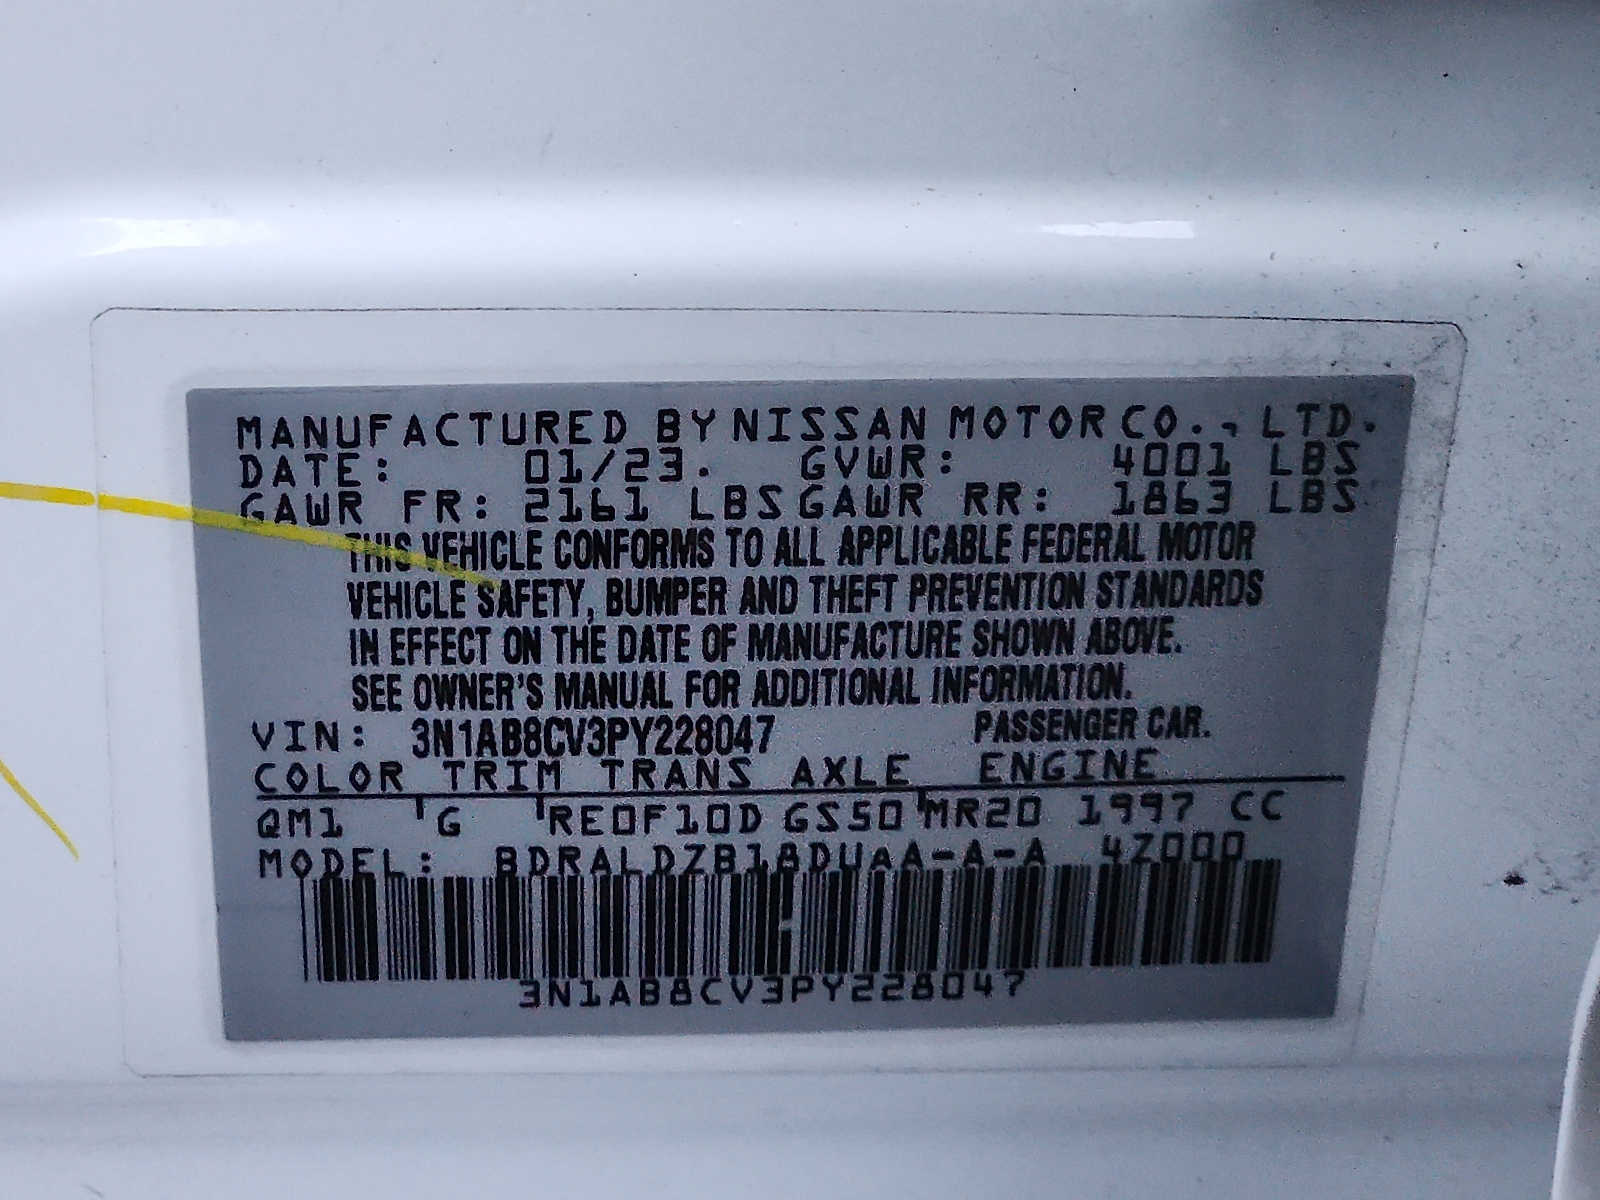 MANUFACTURED BY NISSAN MOTOR CO., LTD.
DATE: 01/23. GVWR: 4001 LBS
GAWR FR: 2161 LBS GAWR RR: 1863 LBS
THIS VEHICLE CONFORMS TO ALL APPLICABLE FEDERAL MOTOR
VEHICLE SAFETY, BUMPER AND THEFT PREVENTION STANDARDS
IN EFFECT ON THE DATE OF MANUFACTURE SHOWN ABOVE.
SEE OWNER'S MANUAL FOR ADDITIONAL INFORMATION.
VIN: 3N1AB8CV3PY228047 PASSENGER CAR.
COLOR TRIM TRANS AXLE ENGINE
QM1 G RE0F10D GS50 MR20 1997 CC
MODEL: BDRALDZB18DUAA-A-A 4Z000
3N1AB8CV3PY228047